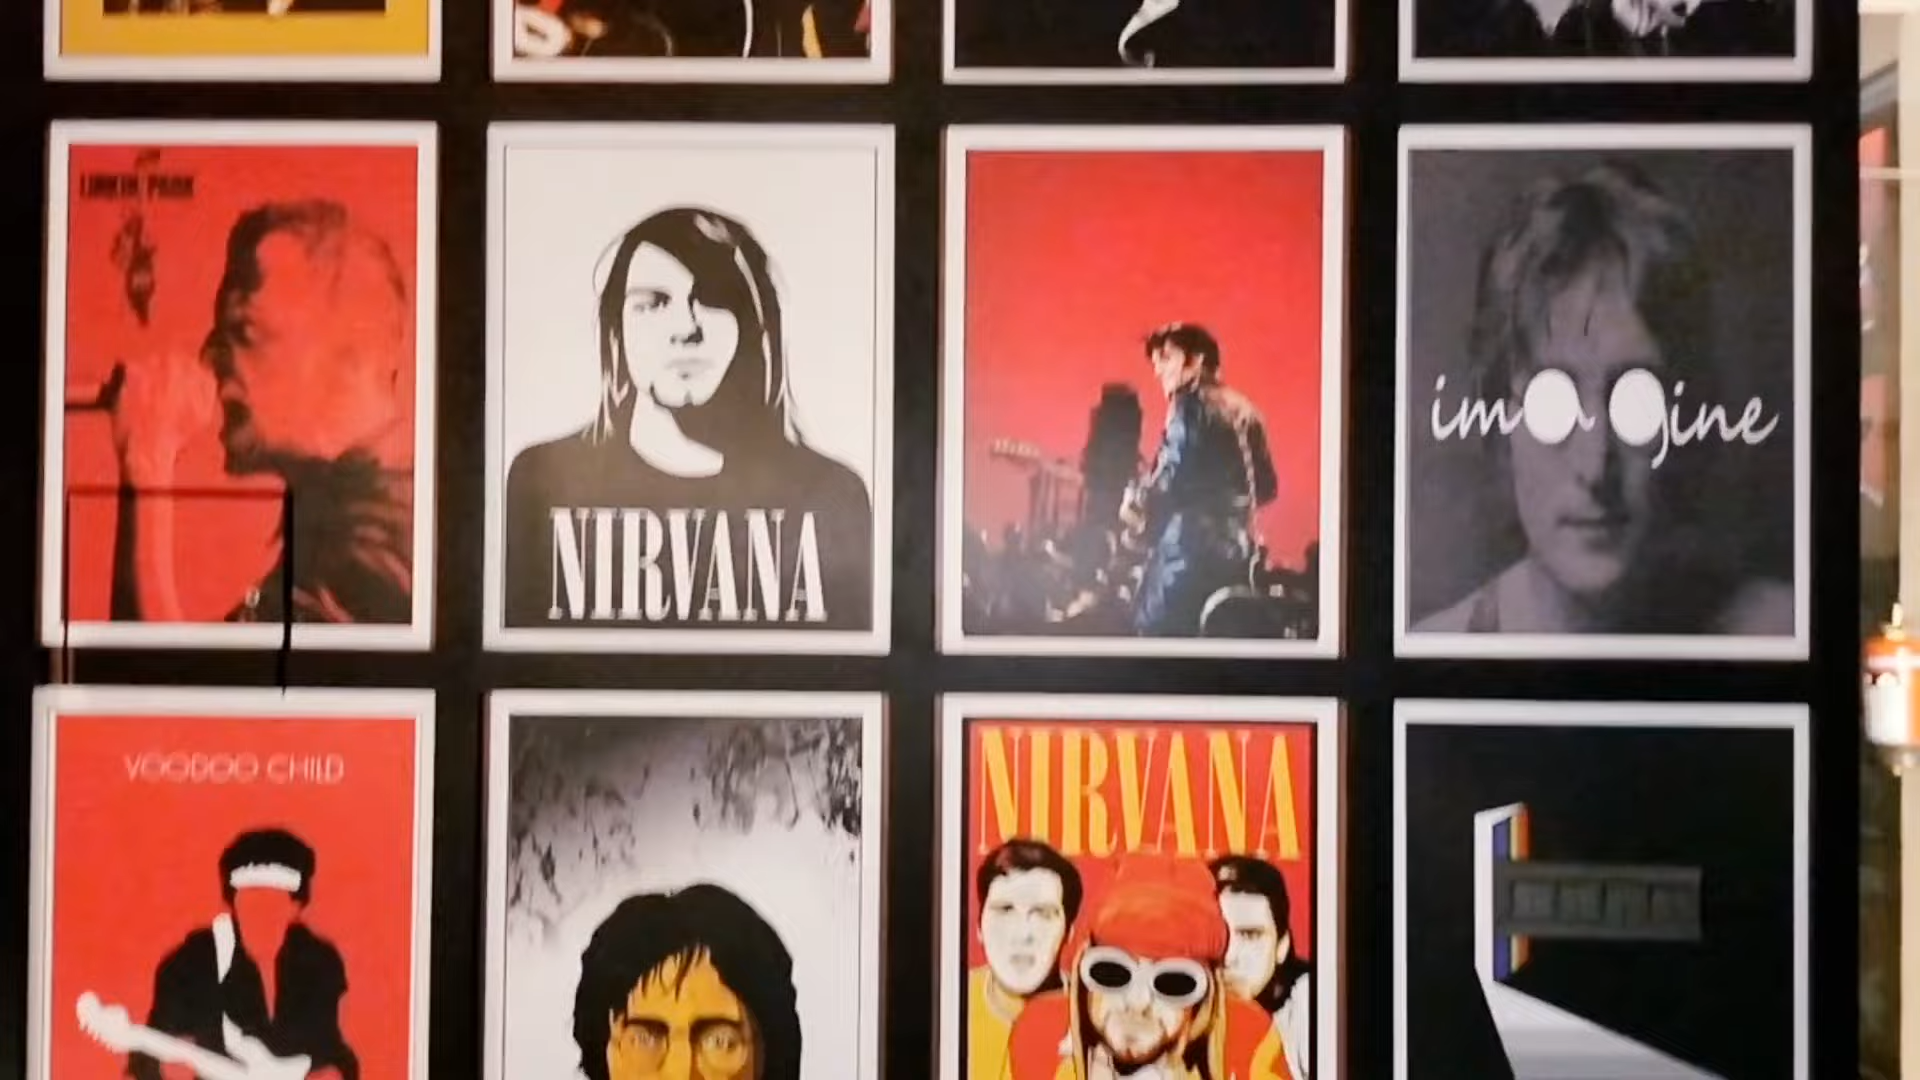 LINKIN PARK
NIRVANA
imagine
VOODOO CHILD
NIRVANA